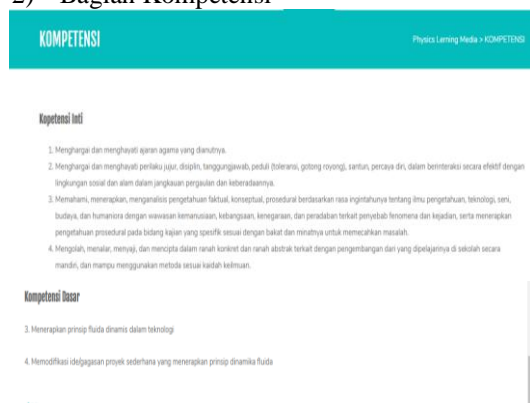 2) Bagian Kompetensi
KOMPETENSI
Physics Lerning Media > KOMPETENSI
Kopetensi Inti
1. Menghargai dan menghayati ajaran agama yang dianutnya.
2. Menghargai dan menghayati perilaku jujur, disiplin, tanggungjawab, peduli (toleransi, gotong royong), santun, percaya diri, dalam berinteraksi secara efektif dengan
lingkungan sosial dan alam dalam jangkauan pergaulan dan keberadaannya.
3. Memahami, menerapkan, menganalisis pengetahuan faktual, konseptual, prosedural berdasarkan rasa ingintahunya tentang ilmu pengetahuan, teknologi, seni,
budaya, dan humaniora dengan wawasan kemanusiaan, kebangsaan, kenegaraan, dan peradaban terkait penyebab fenomena dan kejadian, serta menerapkan
pengetahuan prosedural pada bidang kajian yang spesifik sesuai dengan bakat dan minatnya untuk memecahkan masalah.
4. Mengolah, menalar, menyaji, dan mencipta dalam ranah konkret dan ranah abstrak terkait dengan pengembangan dari yang dipelajarinya di sekolah secara
mandiri, dan mampu menggunakan metoda sesuai kaidah keilmuan.
Kompetensi Dasar
3. Menerapkan prinsip fluida dinamis dalam teknologi
4. Memodifikasi ide/gagasan proyek sederhana yang menerapkan prinsip dinamika fluida